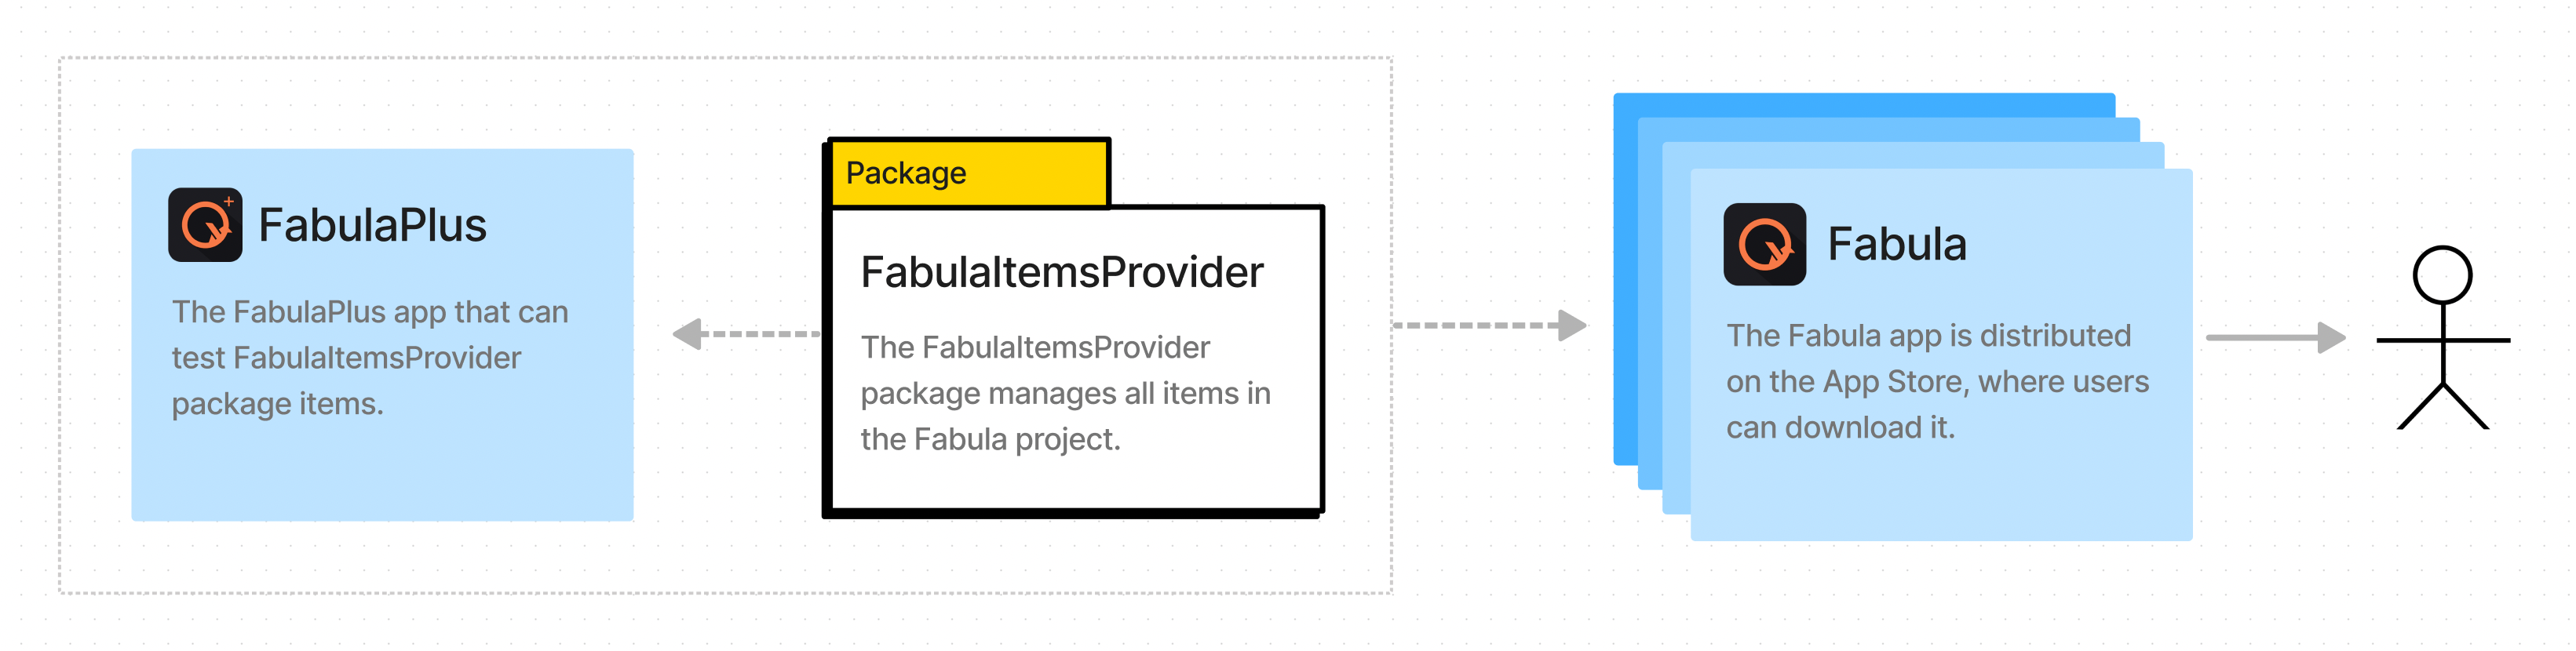 FabulaPlus
The FabulaPlus app that can
test FabulaItemsProvider
package items.
Package
FabulaItemsProvider
The FabulaItemsProvider
package manages all items in
the Fabula project.
Fabula
The Fabula app is distributed
on the App Store, where users
can download it.